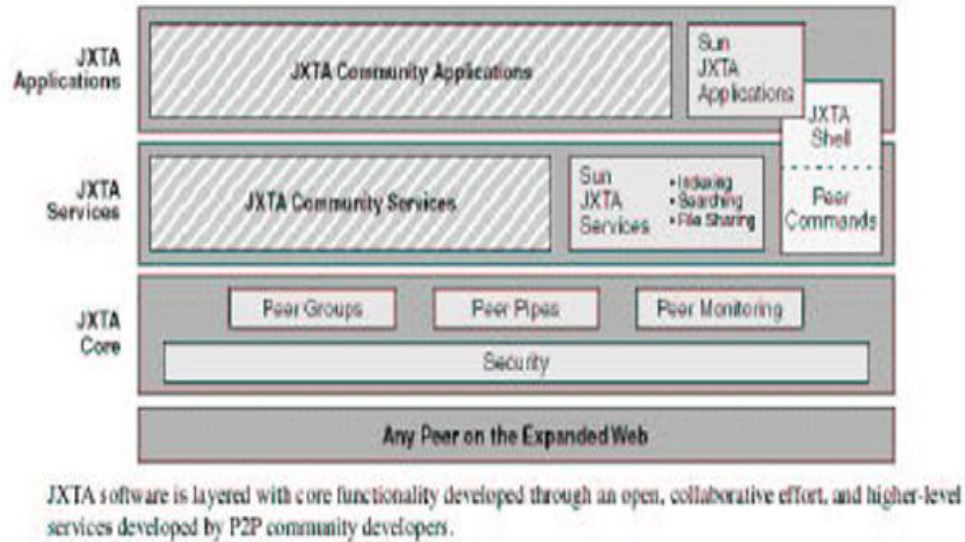 JXTA
Applications
JXTA Community Applications
Sun
JXTA
Applications
JXTA
Shell
JXTA
Services
JXTA Community Services
Sun
JXTA
Services
• Indexing
• Searching
• File Sharing
Peer
Commands
JXTA
Core
Peer Groups
Peer Pipes
Peer Monitoring
Security
Any Peer on the Expanded Web
JXTA software is layered with core functionality developed through an open, collaborative effort, and higher-level
services developed by P2P community developers.